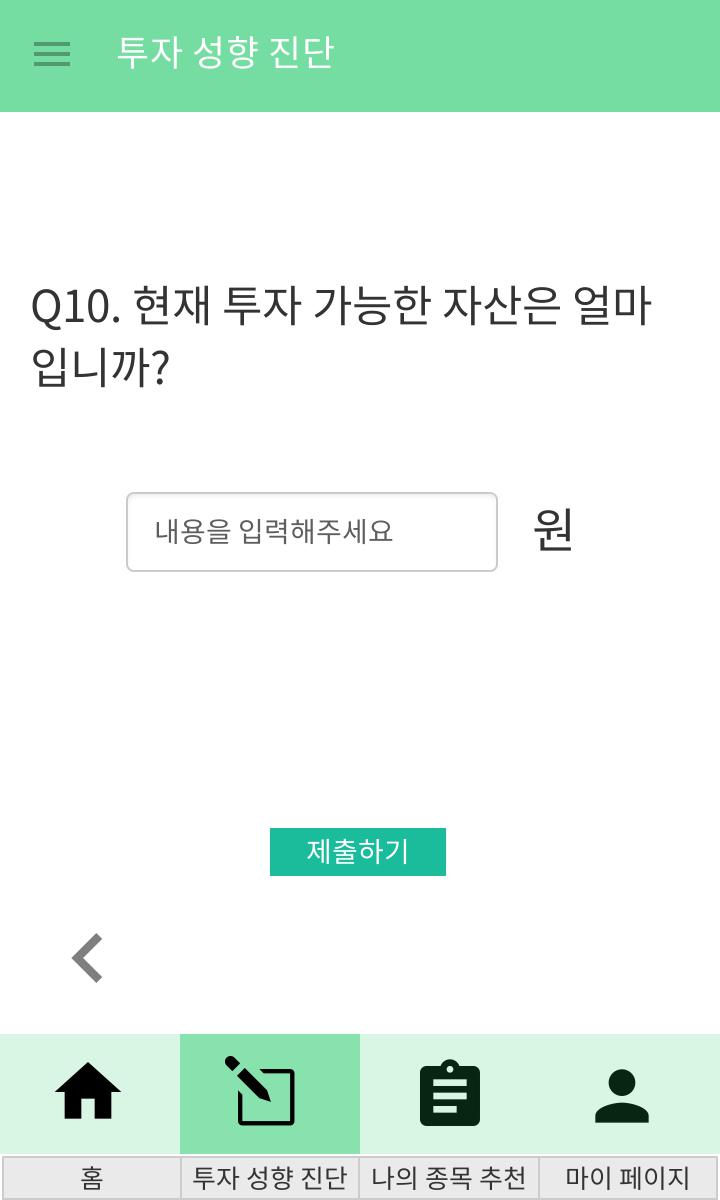 투자 성향 진단
Q10. 현재 투자 가능한 자산은 얼마
입니까?
내용을 입력해주세요 원
제출하기
홈 투자 성향 진단 나의 종목 추천 마이 페이지